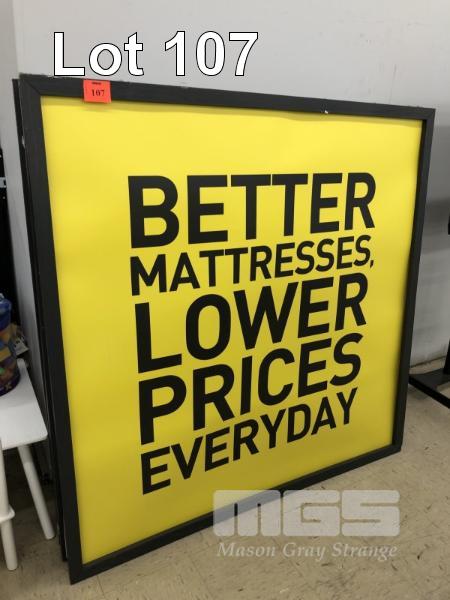 Lot 107
107
BETTER
MATTRESSES,
LOWER
PRICES
EVERYDAY
MGS
Mason Gray Strange